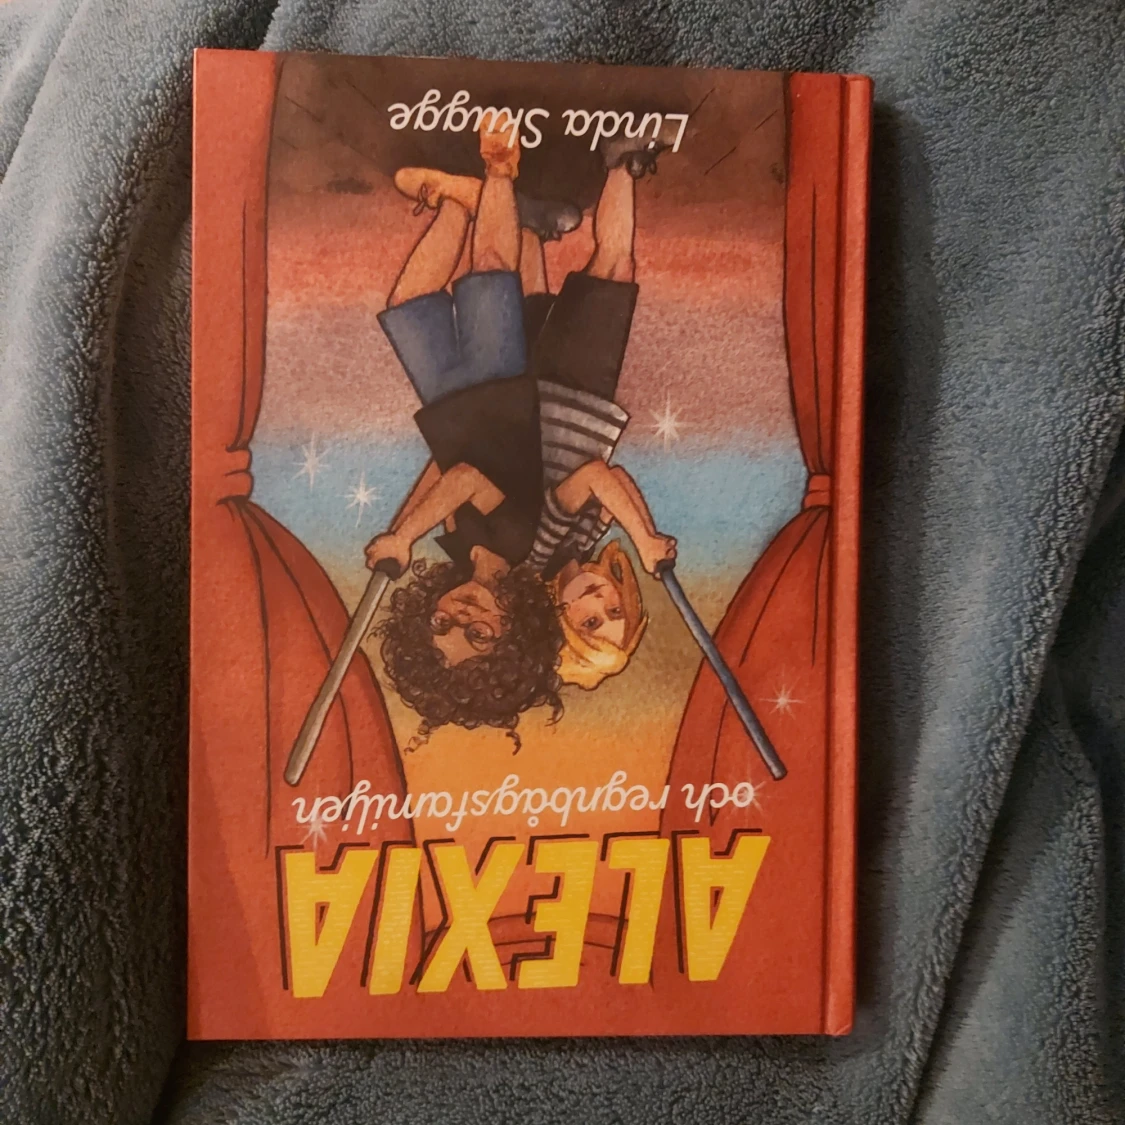 ALEXIA
och regnbågsfamiljen
Linda Skugge